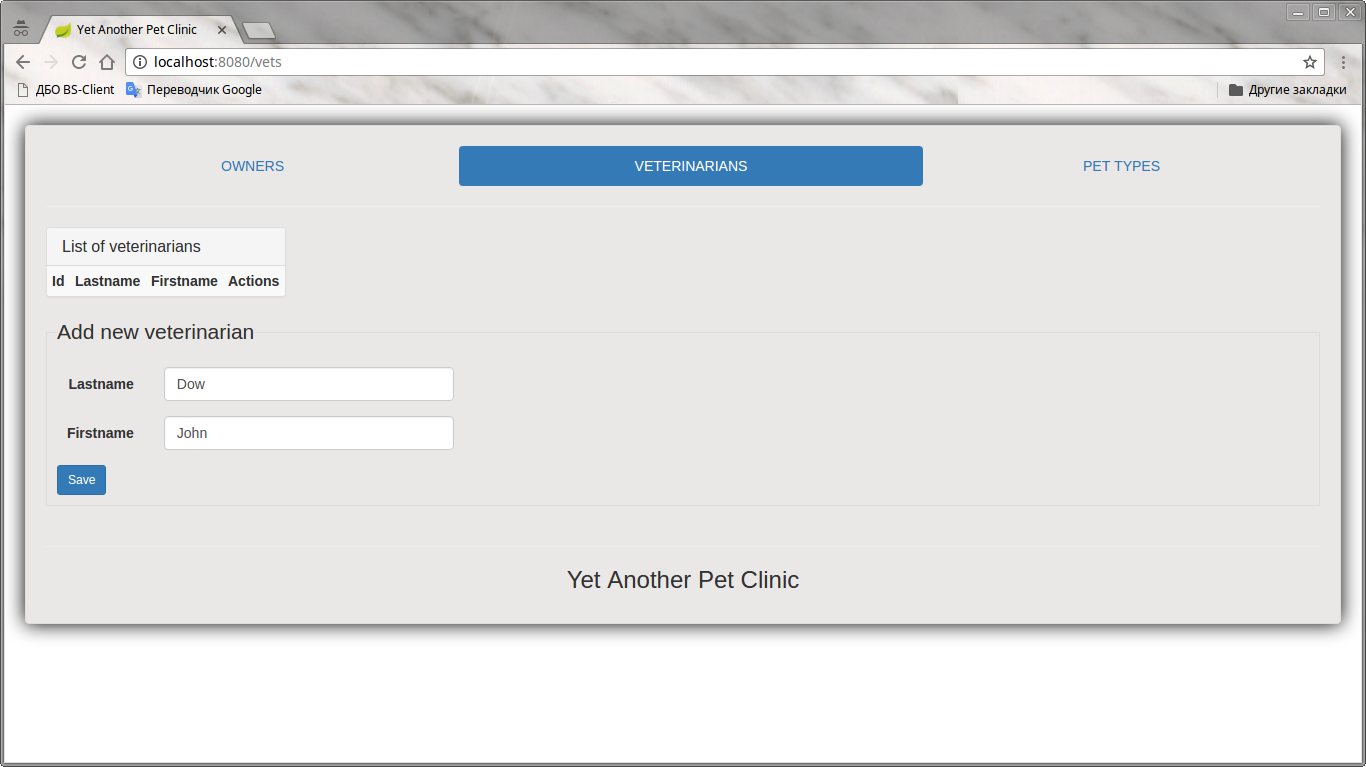 Yet Another Pet Clinic
localhost:8080/vets
ДБО BS-Client Переводчик Google Другие закладки
OWNERS VETERINARIANS PET TYPES
List of veterinarians
Id Lastname Firstname Actions
Add new veterinarian
Lastname Dow
Firstname John
Save
Yet Another Pet Clinic